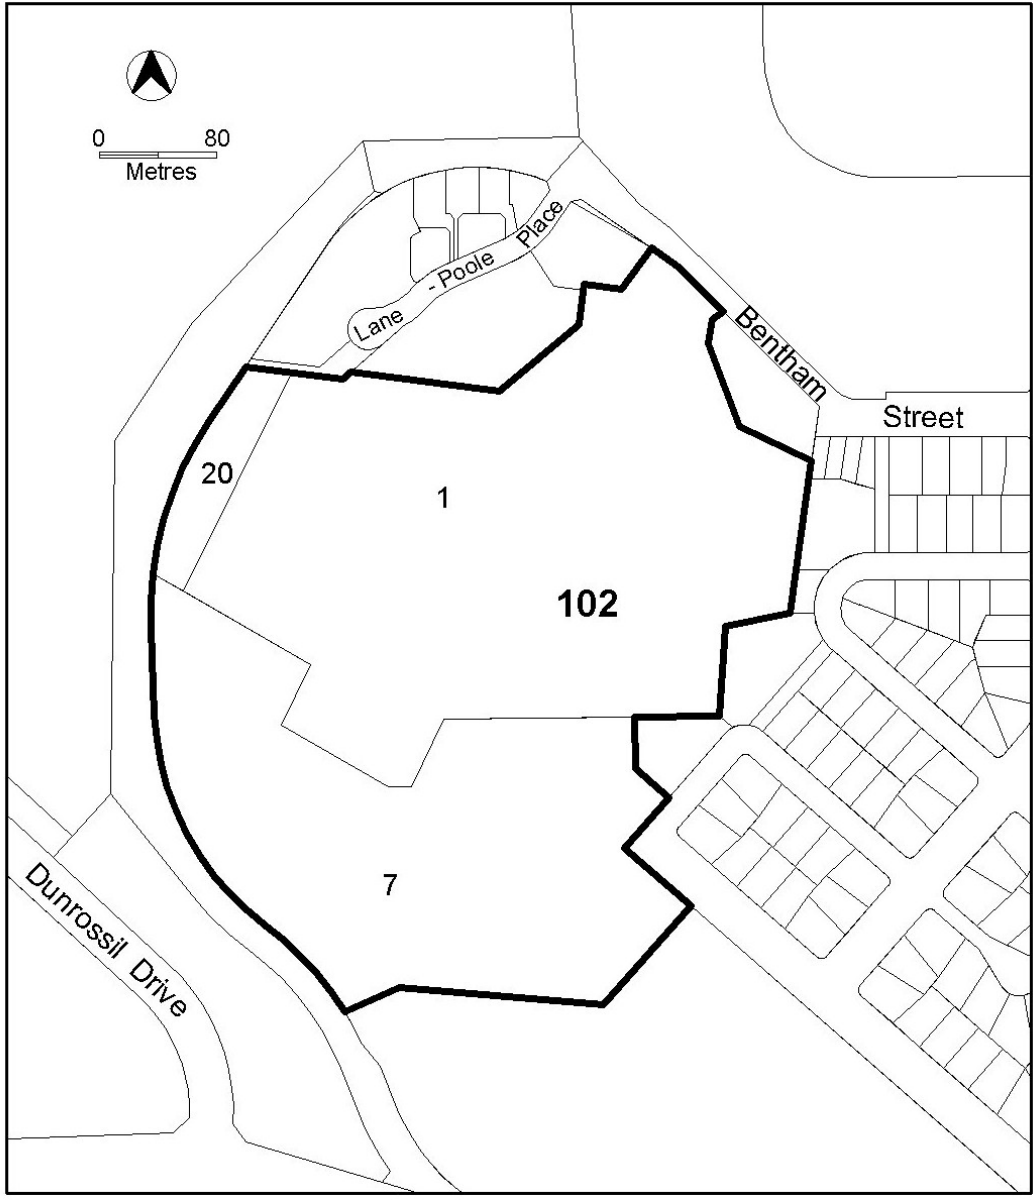 0 80
Metres
Lane - Poole Place
Bentham
Street
20
1
102
7
Dunrossil Drive